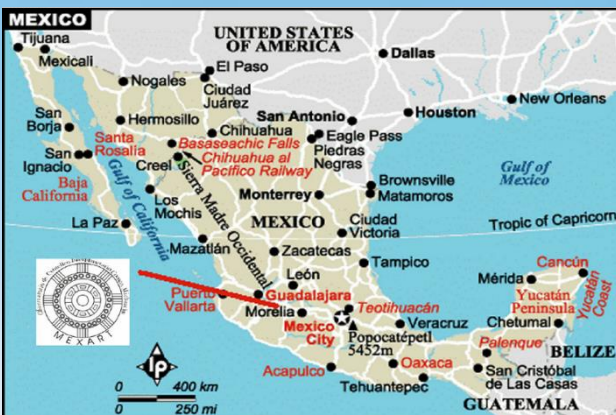 MEXICO
UNITED STATES
OF AMERICA
Tijuana
Mexicali
El Paso
Dallas
Nogales
Ciudad
Juárez
San Antonio
Houston
New Orleans
San
Borja
Hermosillo
Chihuahua
Eagle Pass
Santa
Rosalia
Basaseachic Falls
Piedras
Negras
San
Ignacio
Creel
Chihuahua al
Pacifico Railway
Gulf of
Mexico
Baja
California
Gulf of California
Sierra Madre Occidental
Los
Mochis
Monterrey
Brownsville
Matamoros
La Paz
MEXICO
Ciudad
Victoria
Tropic of Capricorn
Mazatlán
Zacatecas
Tampico
Cancún
León
Mérida
Puerto
Vallarta
Guadalajara
Teotihuacán
Yucatán
Peninsula
Yucatán
Coast
Morelia
Mexico
City
Veracruz
Chetumal
MEXART
Popocatépetl
5452m
Palenque
BELIZE
Acapulco
Oaxaca
San Cristóbal
de Las Casas
Tehuantepec
GUATEMALA
lp
0 400 km
0 250 mi